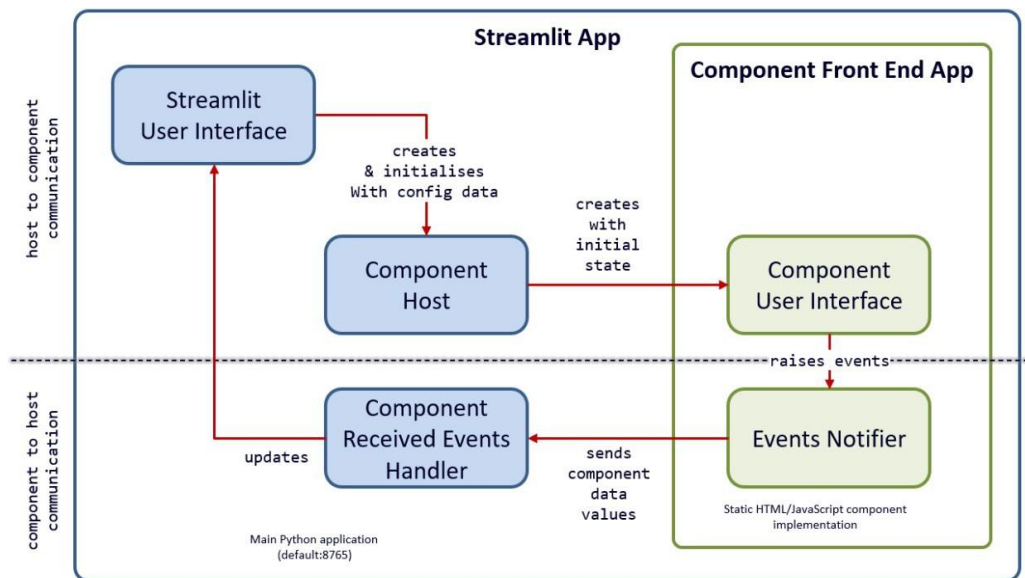 Streamlit App
Component Front End App
host to component
communication
Streamlit
User Interface
creates
& initialises
With config data
creates
with
initial
state
Component
Host
Component
User Interface
raises events
component to host
communication
Component
Received Events
Handler
Events Notifier
updates
sends
component
data
values
Static HTML/JavaScript component
implementation
Main Python application
(default:8765)